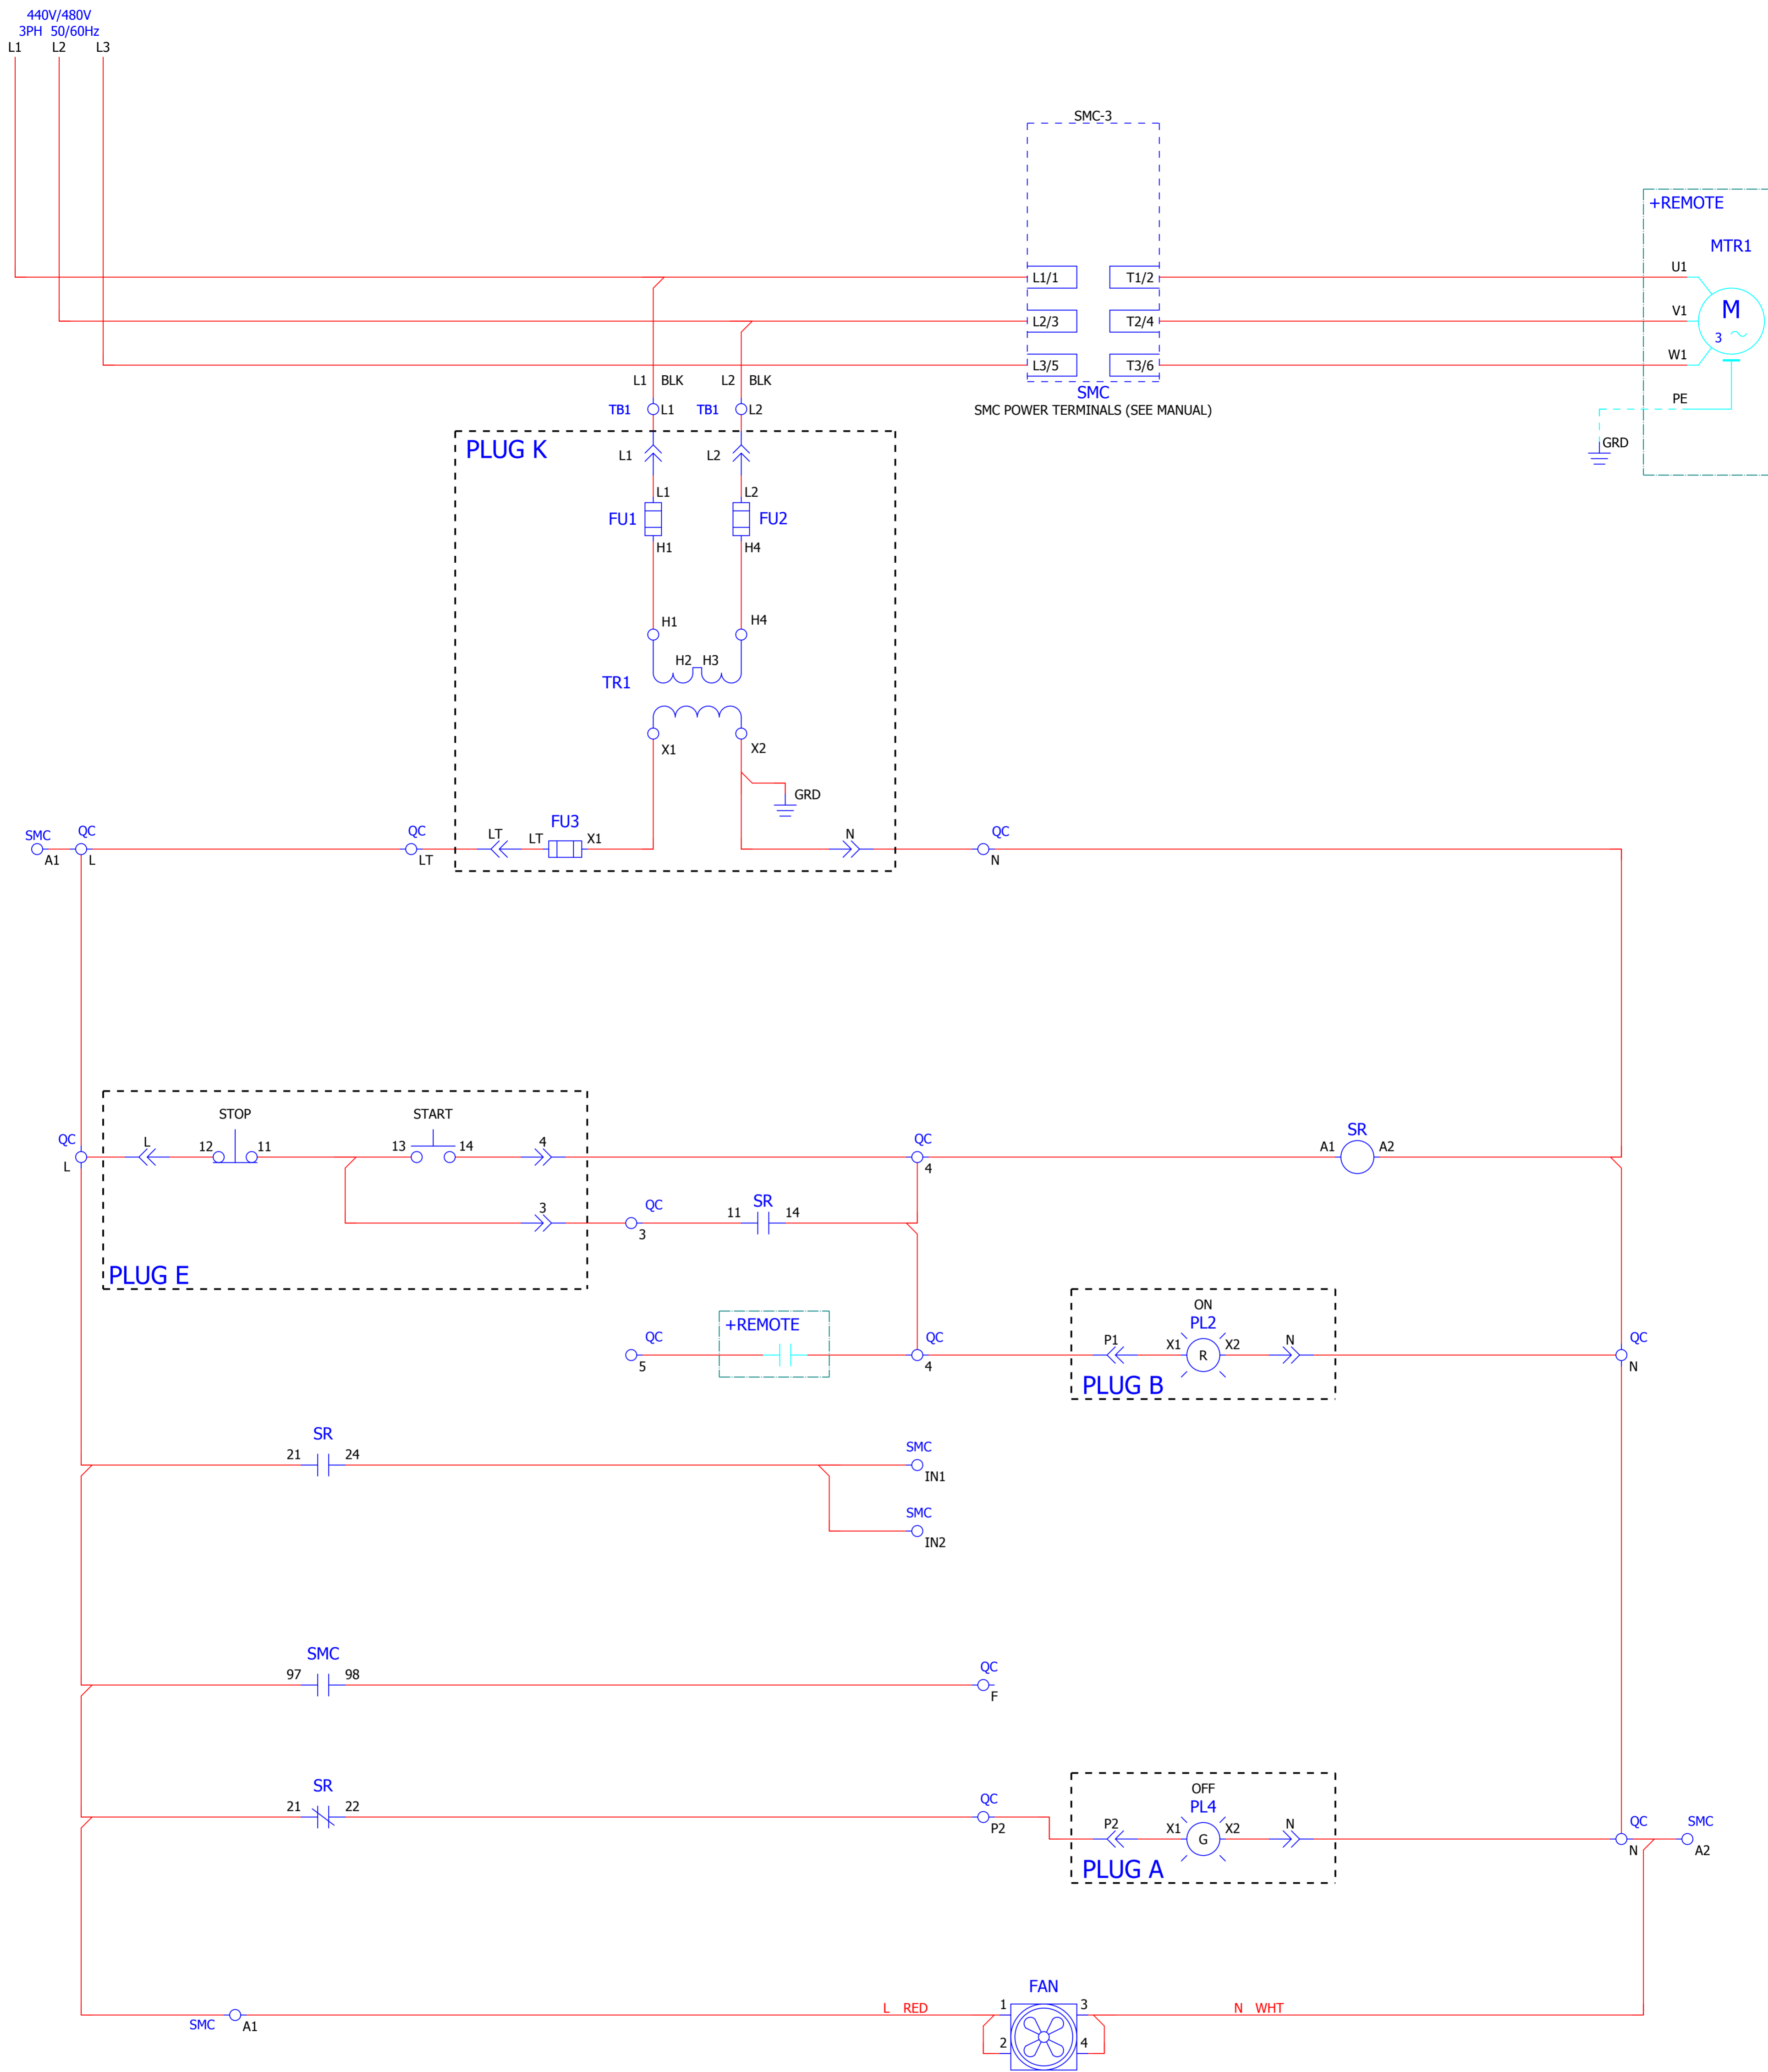 440V/480V
3PH 50/60Hz
L1 L2 L3
SMC-3
+REMOTE
MTR1
L1/1 T1/2 U1
L2/3 T2/4 V1
M
3
L3/5 T3/6 W1
SMC
SMC POWER TERMINALS (SEE MANUAL)
PE
GRD
L1 BLK L2 BLK
TB1 L1 TB1 L2
PLUG K
L1 L2
L1 L2
FU1 FU2
H1 H4
H1 H4
H2 H3
TR1
X1 X2
GRD
SMC QC QC LT FU3 N QC
LT X1
A1 L LT N
STOP START
QC L 12 11 13 14 4 QC SR
A1 A2
L 4
3 QC 11 SR 14
3
PLUG E
ON
+REMOTE PL2
QC QC P1 X1 X2 N QC
R
5 4 N
PLUG B
SR
21 24 SMC
IN1
SMC
IN2
SMC
97 98 QC
F
OFF
SR PL4
21 22 QC
P2
P2 X1 X2 N QC SMC
G
N A2
PLUG A
FAN
L RED 1 3 N WHT
SMC A1
2 4